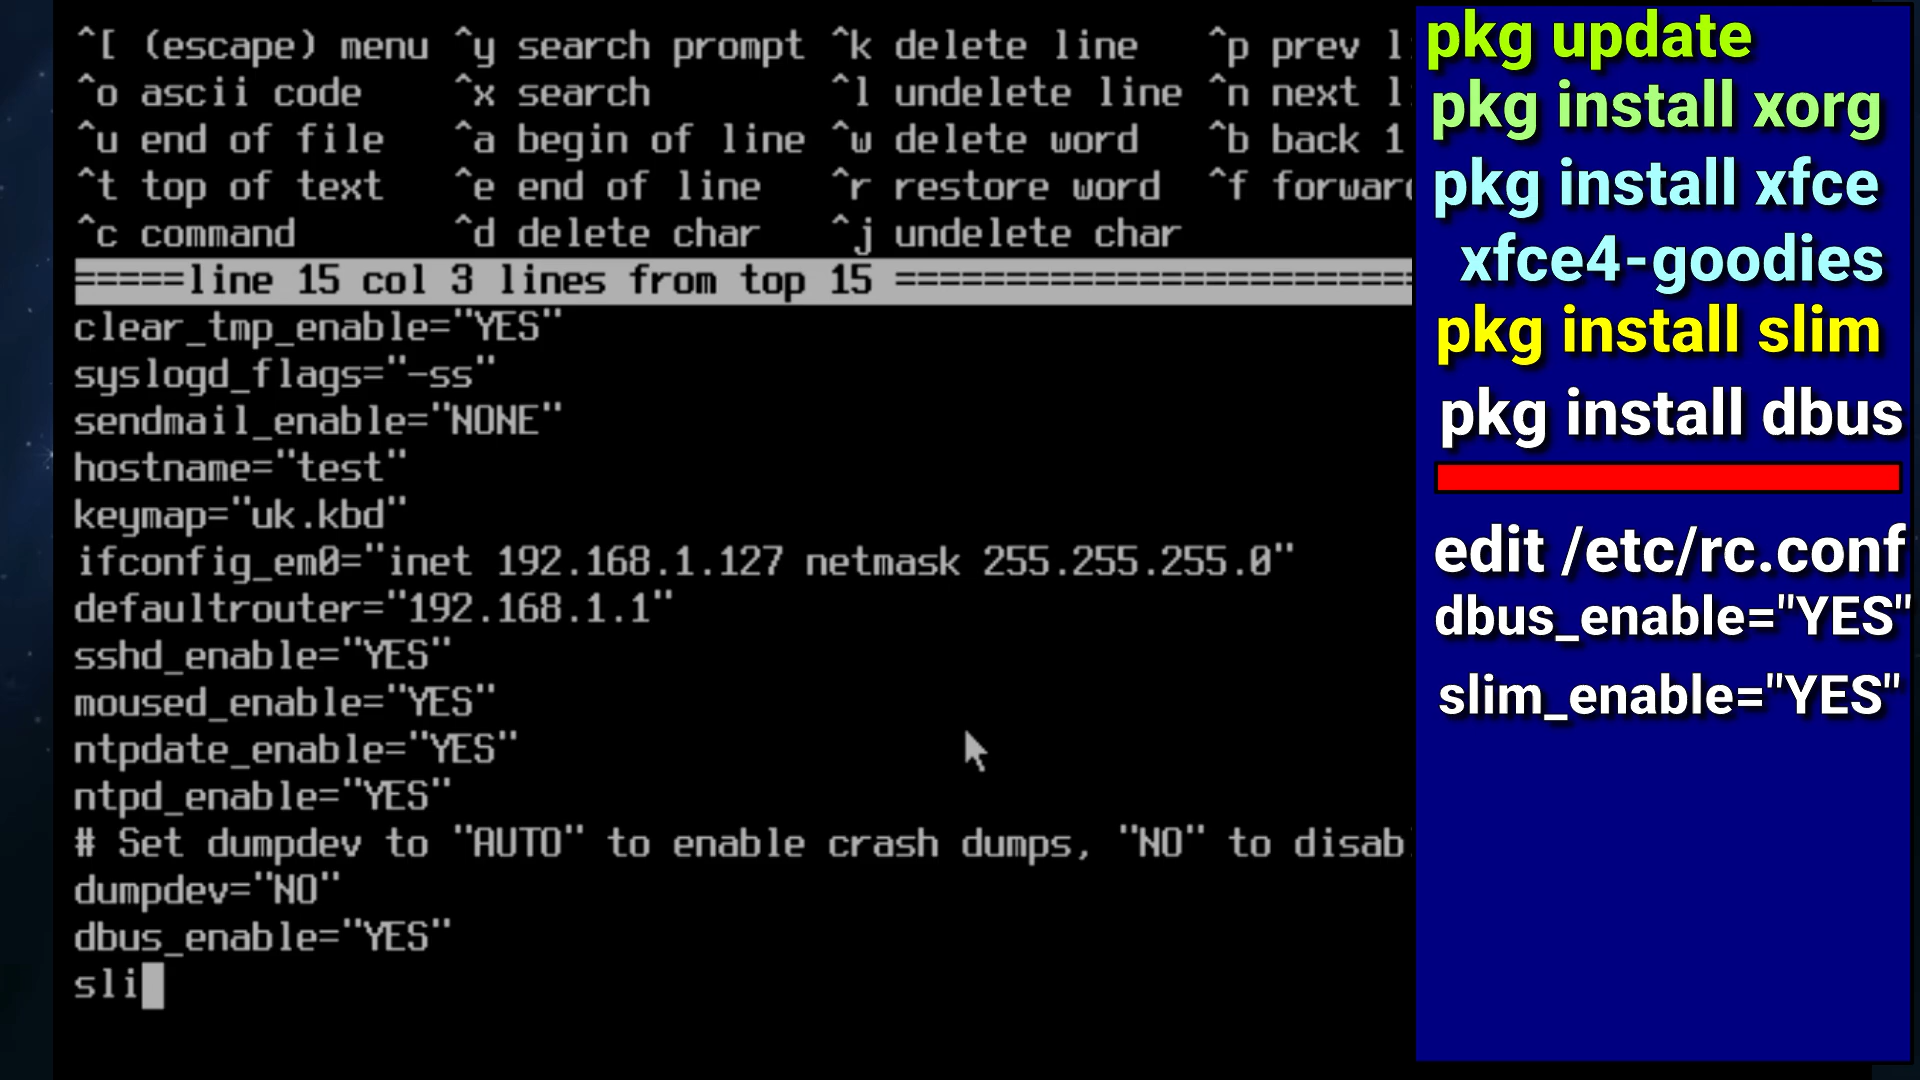 ^[ (escape) menu ^y search prompt ^k delete line ^p prev l
^o ascii code ^x search ^l undelete line ^n next l
^u end of file ^a begin of line ^w delete word ^b back 1
^t top of text ^e end of line ^r restore word ^f forward
^c command ^d delete char ^j undelete char
=====line 15 col 3 lines from top 15 ========================
clear_tmp_enable="YES"
syslogd_flags="-ss"
sendmail_enable="NONE"
hostname="test"
keymap="uk.kbd"
ifconfig_em0="inet 192.168.1.127 netmask 255.255.255.0"
defaultrouter="192.168.1.1"
sshd_enable="YES"
moused_enable="YES"
ntpdate_enable="YES"
ntpd_enable="YES"
# Set dumpdev to "AUTO" to enable crash dumps, "NO" to disab
dumpdev="NO"
dbus_enable="YES"
sli
pkg update
pkg install xorg
pkg install xfce
xfce4-goodies
pkg install slim
pkg install dbus
edit /etc/rc.conf
dbus_enable="YES"
slim_enable="YES"